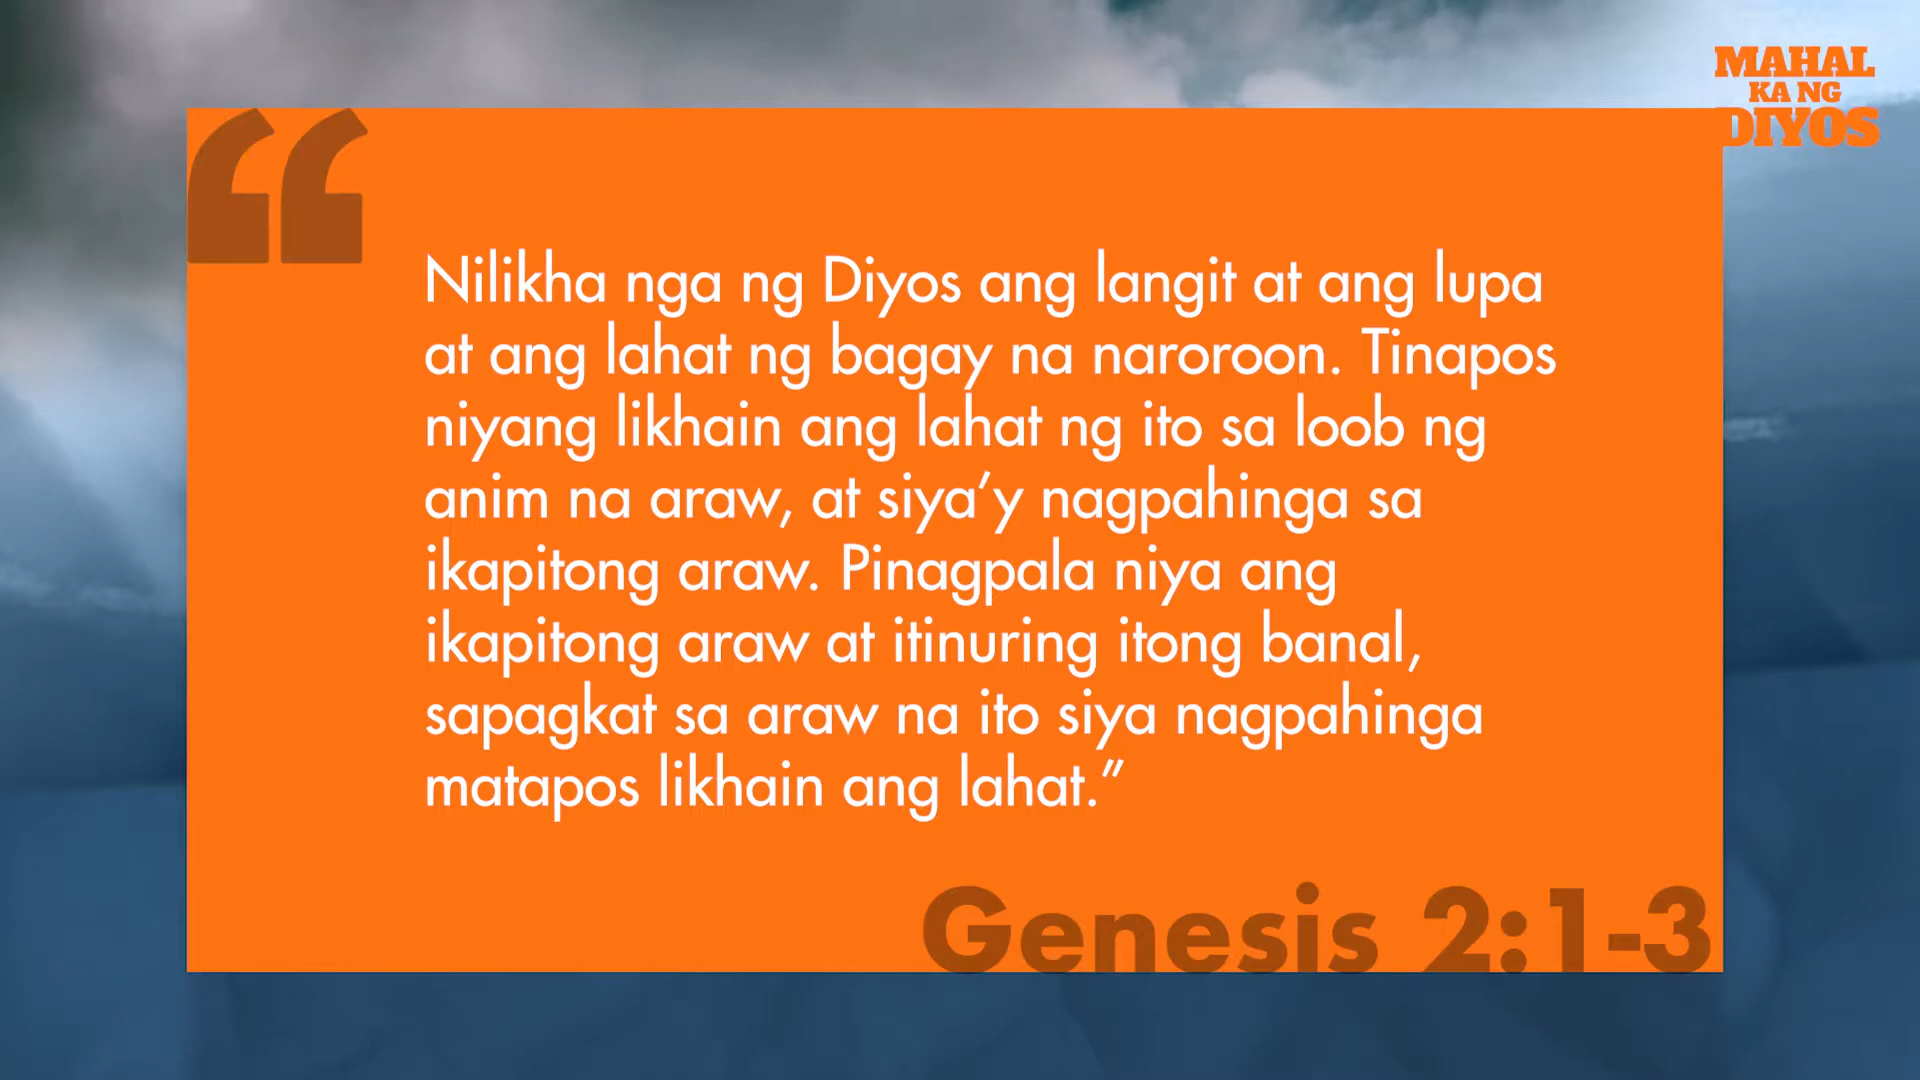 MAHAL
KA NG
DIYOS
“
Nilikha nga ng Diyos ang langit at ang lupa
at ang lahat ng bagay na naroroon. Tinapos
niyang likhain ang lahat ng ito sa loob ng
anim na araw, at siya’y nagpahinga sa
ikapitong araw. Pinagpala niya ang
ikapitong araw at itinuring itong banal,
sapagkat sa araw na ito siya nagpahinga
matapos likhain ang lahat.”
Genesis 2:1-3